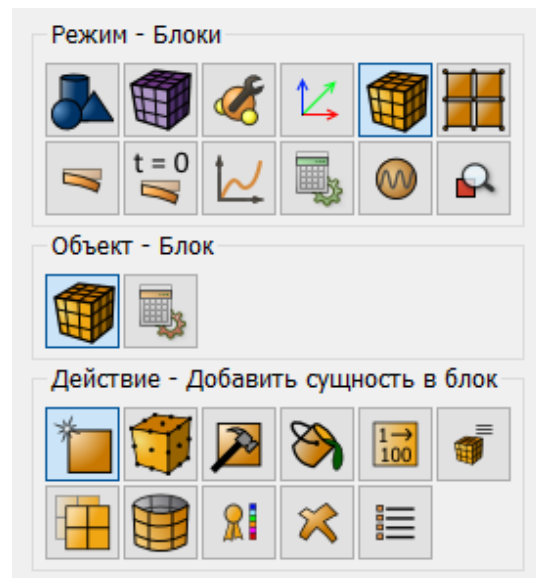 Режим - Блоки
t = 0
Объект - Блок
Действие - Добавить сущность в блок
1→
100